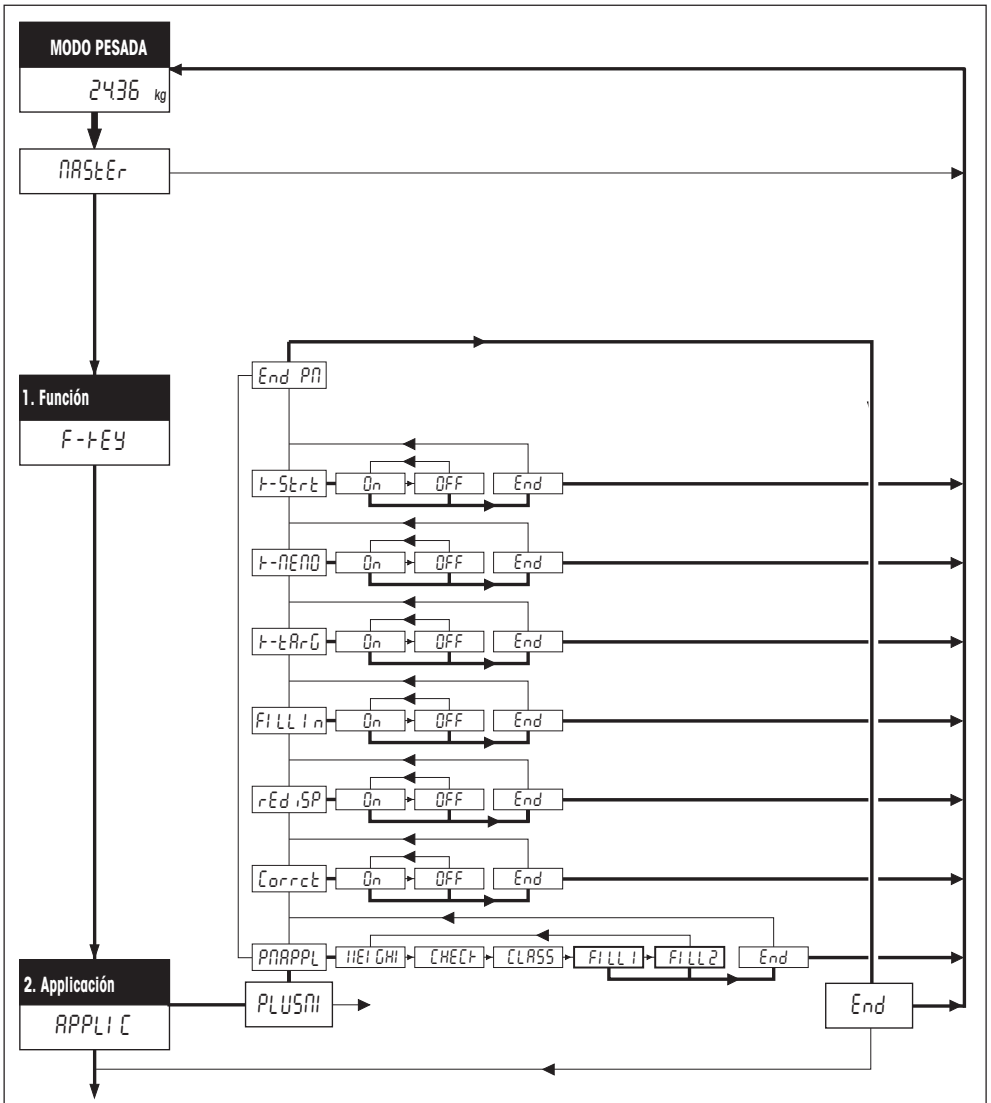 MODO PESADA
24.36 kg
MAStEr
1. Función
F-KEY
End PM
K-Strt On OFF End
K-MEMO On OFF End
K-tArG On OFF End
FILLIn On OFF End
rEdiSP On OFF End
Corrct On OFF End
PMAPPL WEIGHI CHECK CLASS FILL1 FILL2 End
2. Applicación
APPLIC
PLUSMI
End